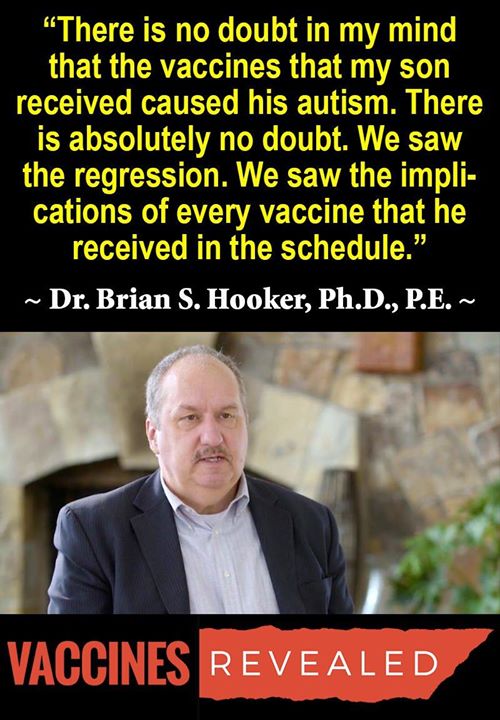 “There is no doubt in my mind
that the vaccines that my son
received caused his autism. There
is absolutely no doubt. We saw
the regression. We saw the impli-
cations of every vaccine that he
received in the schedule.”
~ Dr. Brian S. Hooker, Ph.D., P.E. ~
VACCINES REVEALED